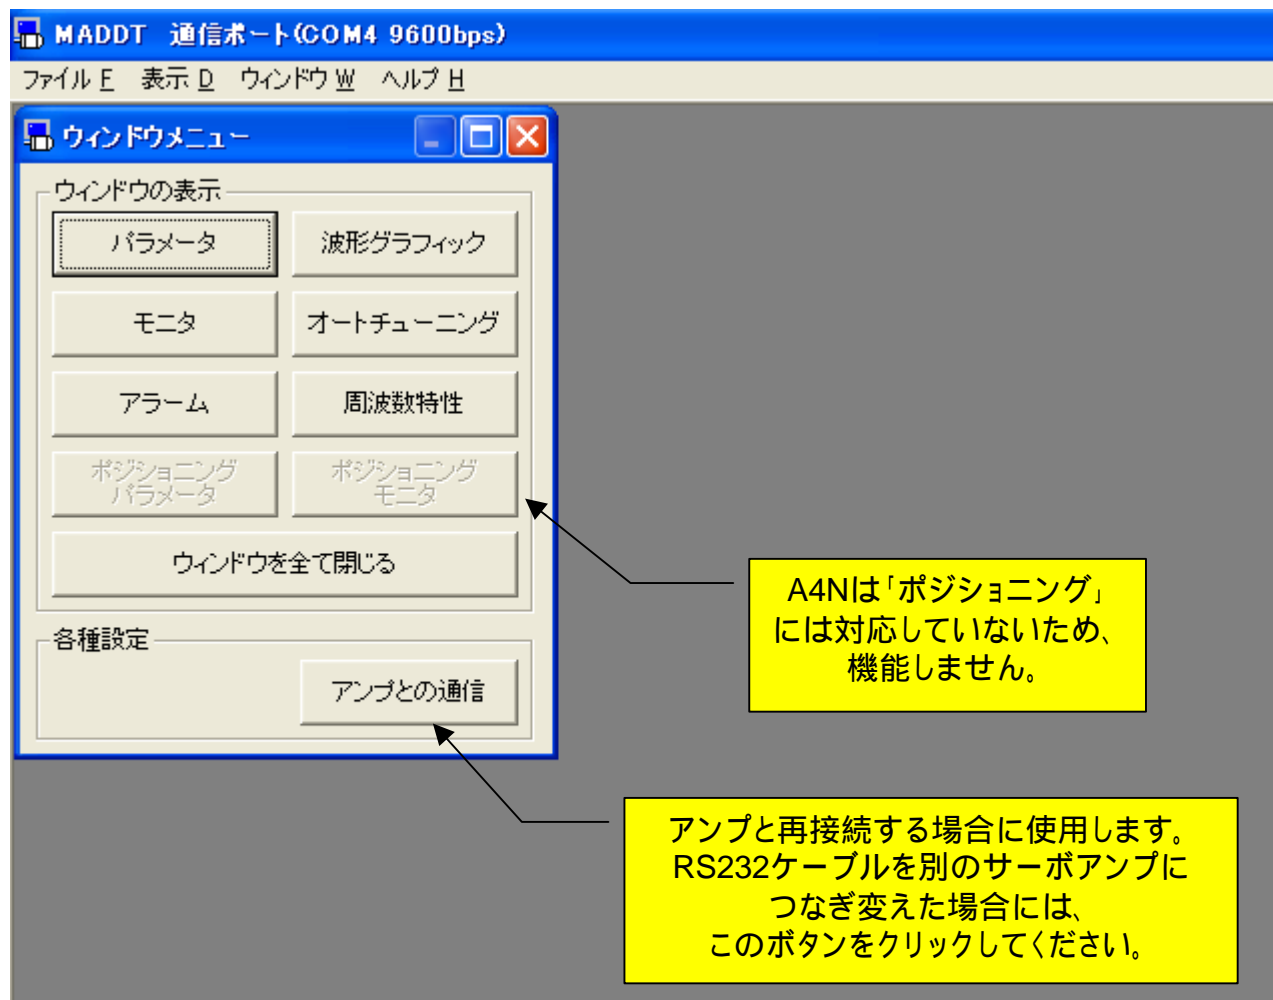 MADDT 通信ポート(COM4 9600bps)
ファイル F 表示 D ウィンドウ W ヘルプ H
ウィンドウメニュー
ウィンドウの表示
パラメータ 波形グラフィック
モニタ オートチューニング
アラーム 周波数特性
ポジショニング
パラメータ
ポジショニング
モニタ
ウィンドウを全て閉じる
各種設定
アンプとの通信
A4Nは「ポジショニング」
には対応していないため、
機能しません。
アンプと再接続する場合に使用します。
RS232ケーブルを別のサーボアンプに
つなぎ変えた場合には、
このボタンをクリックしてください。